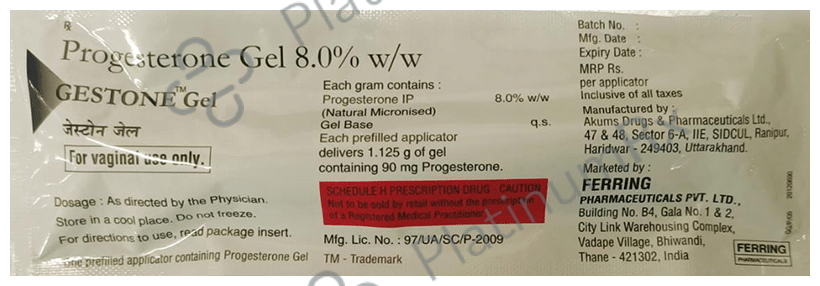 ℞
Progesterone Gel 8.0% w/w
GESTONE™ Gel
जेस्टोन जेल
For vaginal use only.
Dosage : As directed by the Physician.
Store in a cool place. Do not freeze.
For directions to use, read package insert.
One prefilled applicator containing Progesterone Gel
Each gram contains :
Progesterone IP 8.0% w/w
(Natural Micronised)
Gel Base q.s.
Each prefilled applicator
delivers 1.125 g of gel
containing 90 mg Progesterone.
SCHEDULE H PRESCRIPTION DRUG - CAUTION
Not to be sold by retail without the prescription
of a Registered Medical Practitioner
Mfg. Lic. No. : 97/UA/SC/P-2009
TM - Trademark
Batch No. :
Mfg. Date :
Expiry Date :
MRP Rs.
per applicator
Inclusive of all taxes
Manufactured by :
Akums Drugs & Pharmaceuticals Ltd.,
47 & 48, Sector 6-A, IIE, SIDCUL, Ranipur,
Haridwar - 249403, Uttarakhand.
Marketed by :
FERRING
PHARMACEUTICALS PVT. LTD.,
Building No. B4, Gala No. 1 & 2,
City Link Warehousing Complex,
Vadape Village, Bhiwandi,
Thane - 421302, India
FERRING
PHARMACEUTICALS